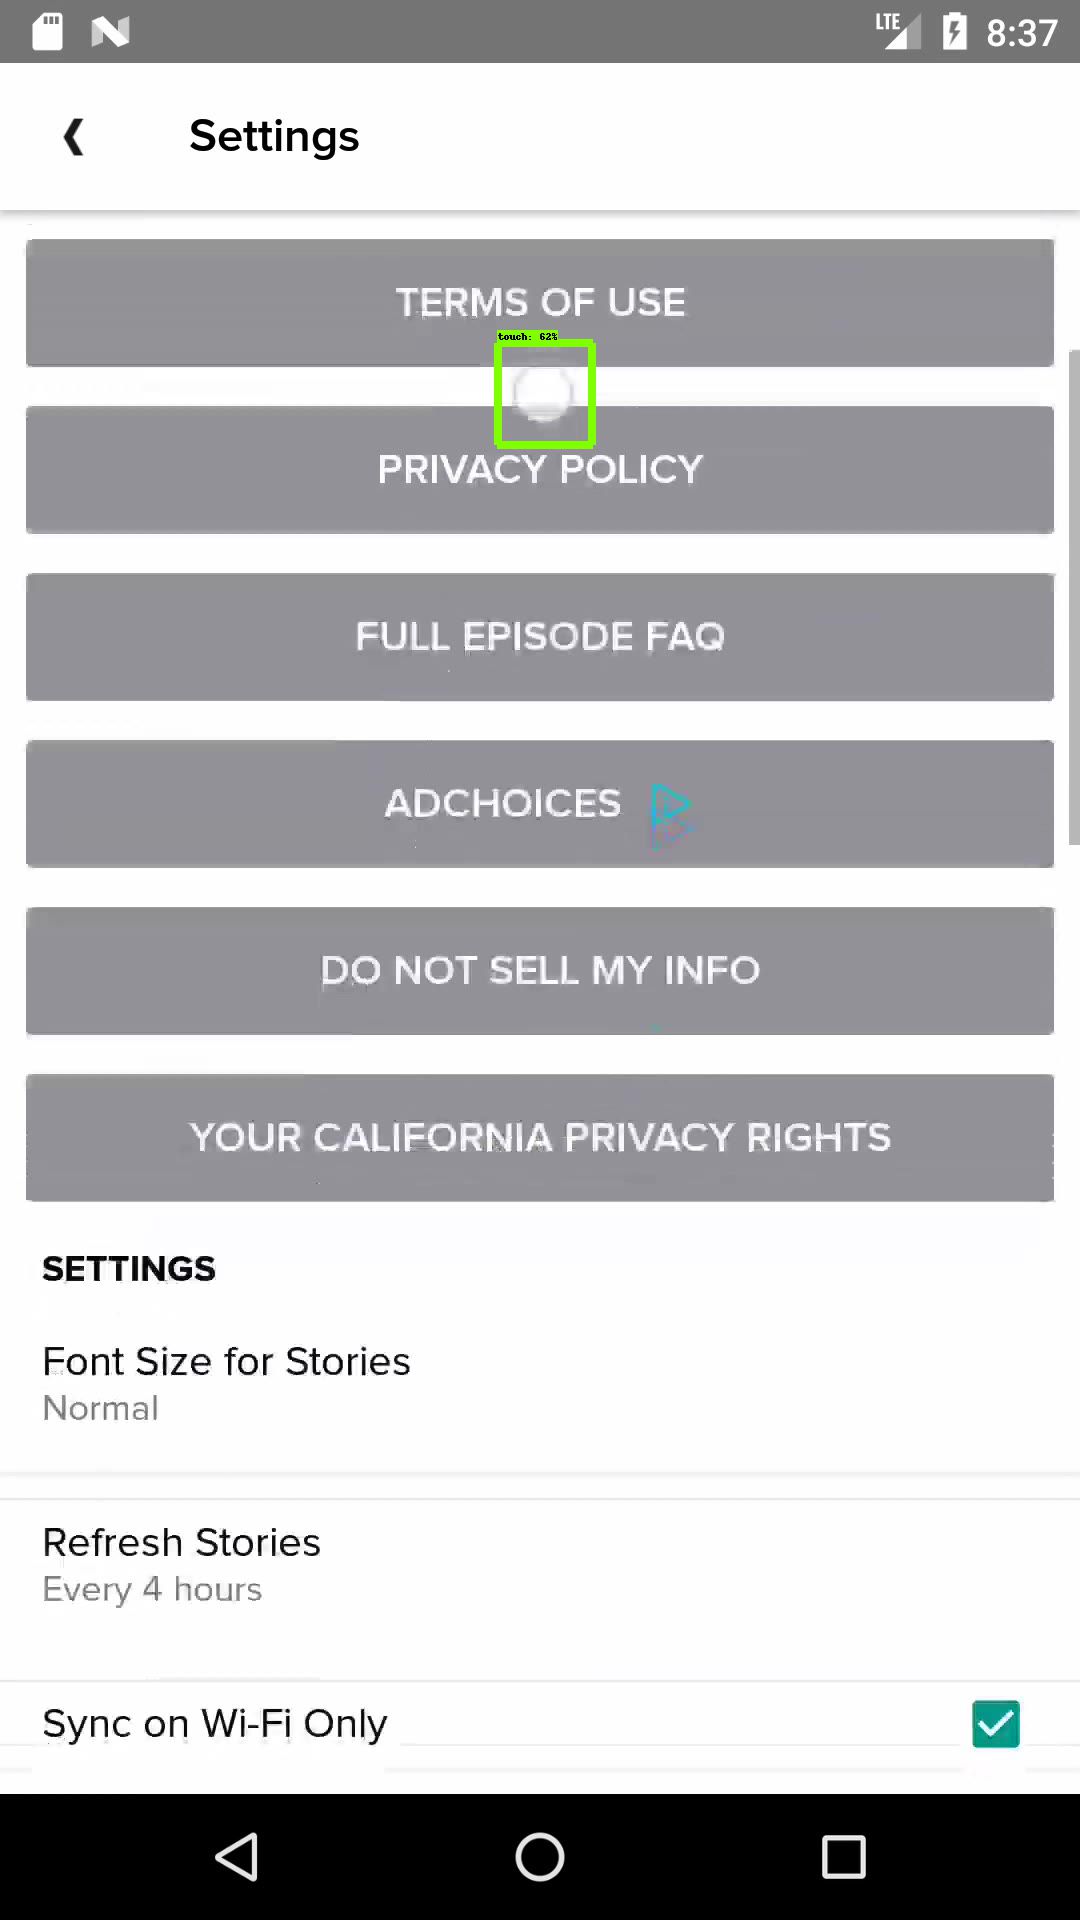 LTE 8:37
Settings
TERMS OF USE
touch: 62%
PRIVACY POLICY
FULL EPISODE FAQ
ADCHOICES
DO NOT SELL MY INFO
YOUR CALIFORNIA PRIVACY RIGHTS
SETTINGS
Font Size for Stories
Normal
Refresh Stories
Every 4 hours
Sync on Wi-Fi Only